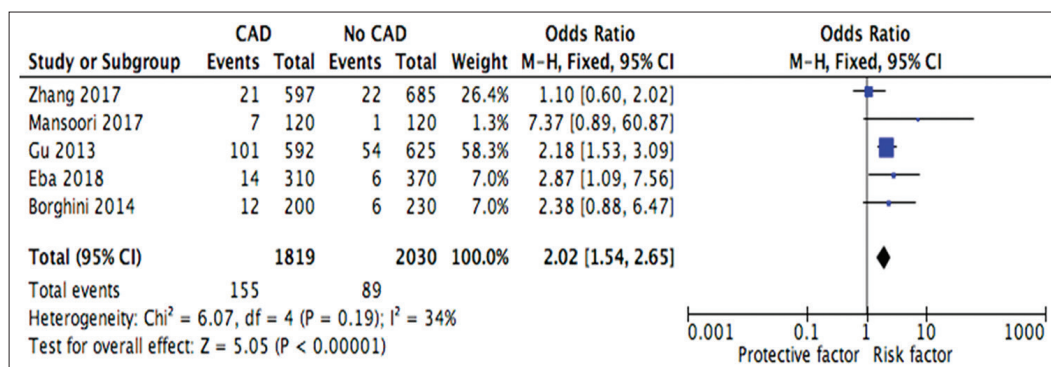 CAD No CAD Odds Ratio Odds Ratio
Study or Subgroup Events Total Events Total Weight M-H, Fixed, 95% CI M-H, Fixed, 95% CI
Zhang 2017 21 597 22 685 26.4% 1.10 [0.60, 2.02]
Mansoori 2017 7 120 1 120 1.3% 7.37 [0.89, 60.87]
Gu 2013 101 592 54 625 58.3% 2.18 [1.53, 3.09]
Eba 2018 14 310 6 370 7.0% 2.87 [1.09, 7.56]
Borghini 2014 12 200 6 230 7.0% 2.38 [0.88, 6.47]
Total (95% CI) 1819 2030 100.0% 2.02 [1.54, 2.65]
Total events 155 89
Heterogeneity: Chi² = 6.07, df = 4 (P = 0.19); I² = 34%
Test for overall effect: Z = 5.05 (P < 0.00001)
0.001 0.1 1 10 1000
Protective factor Risk factor